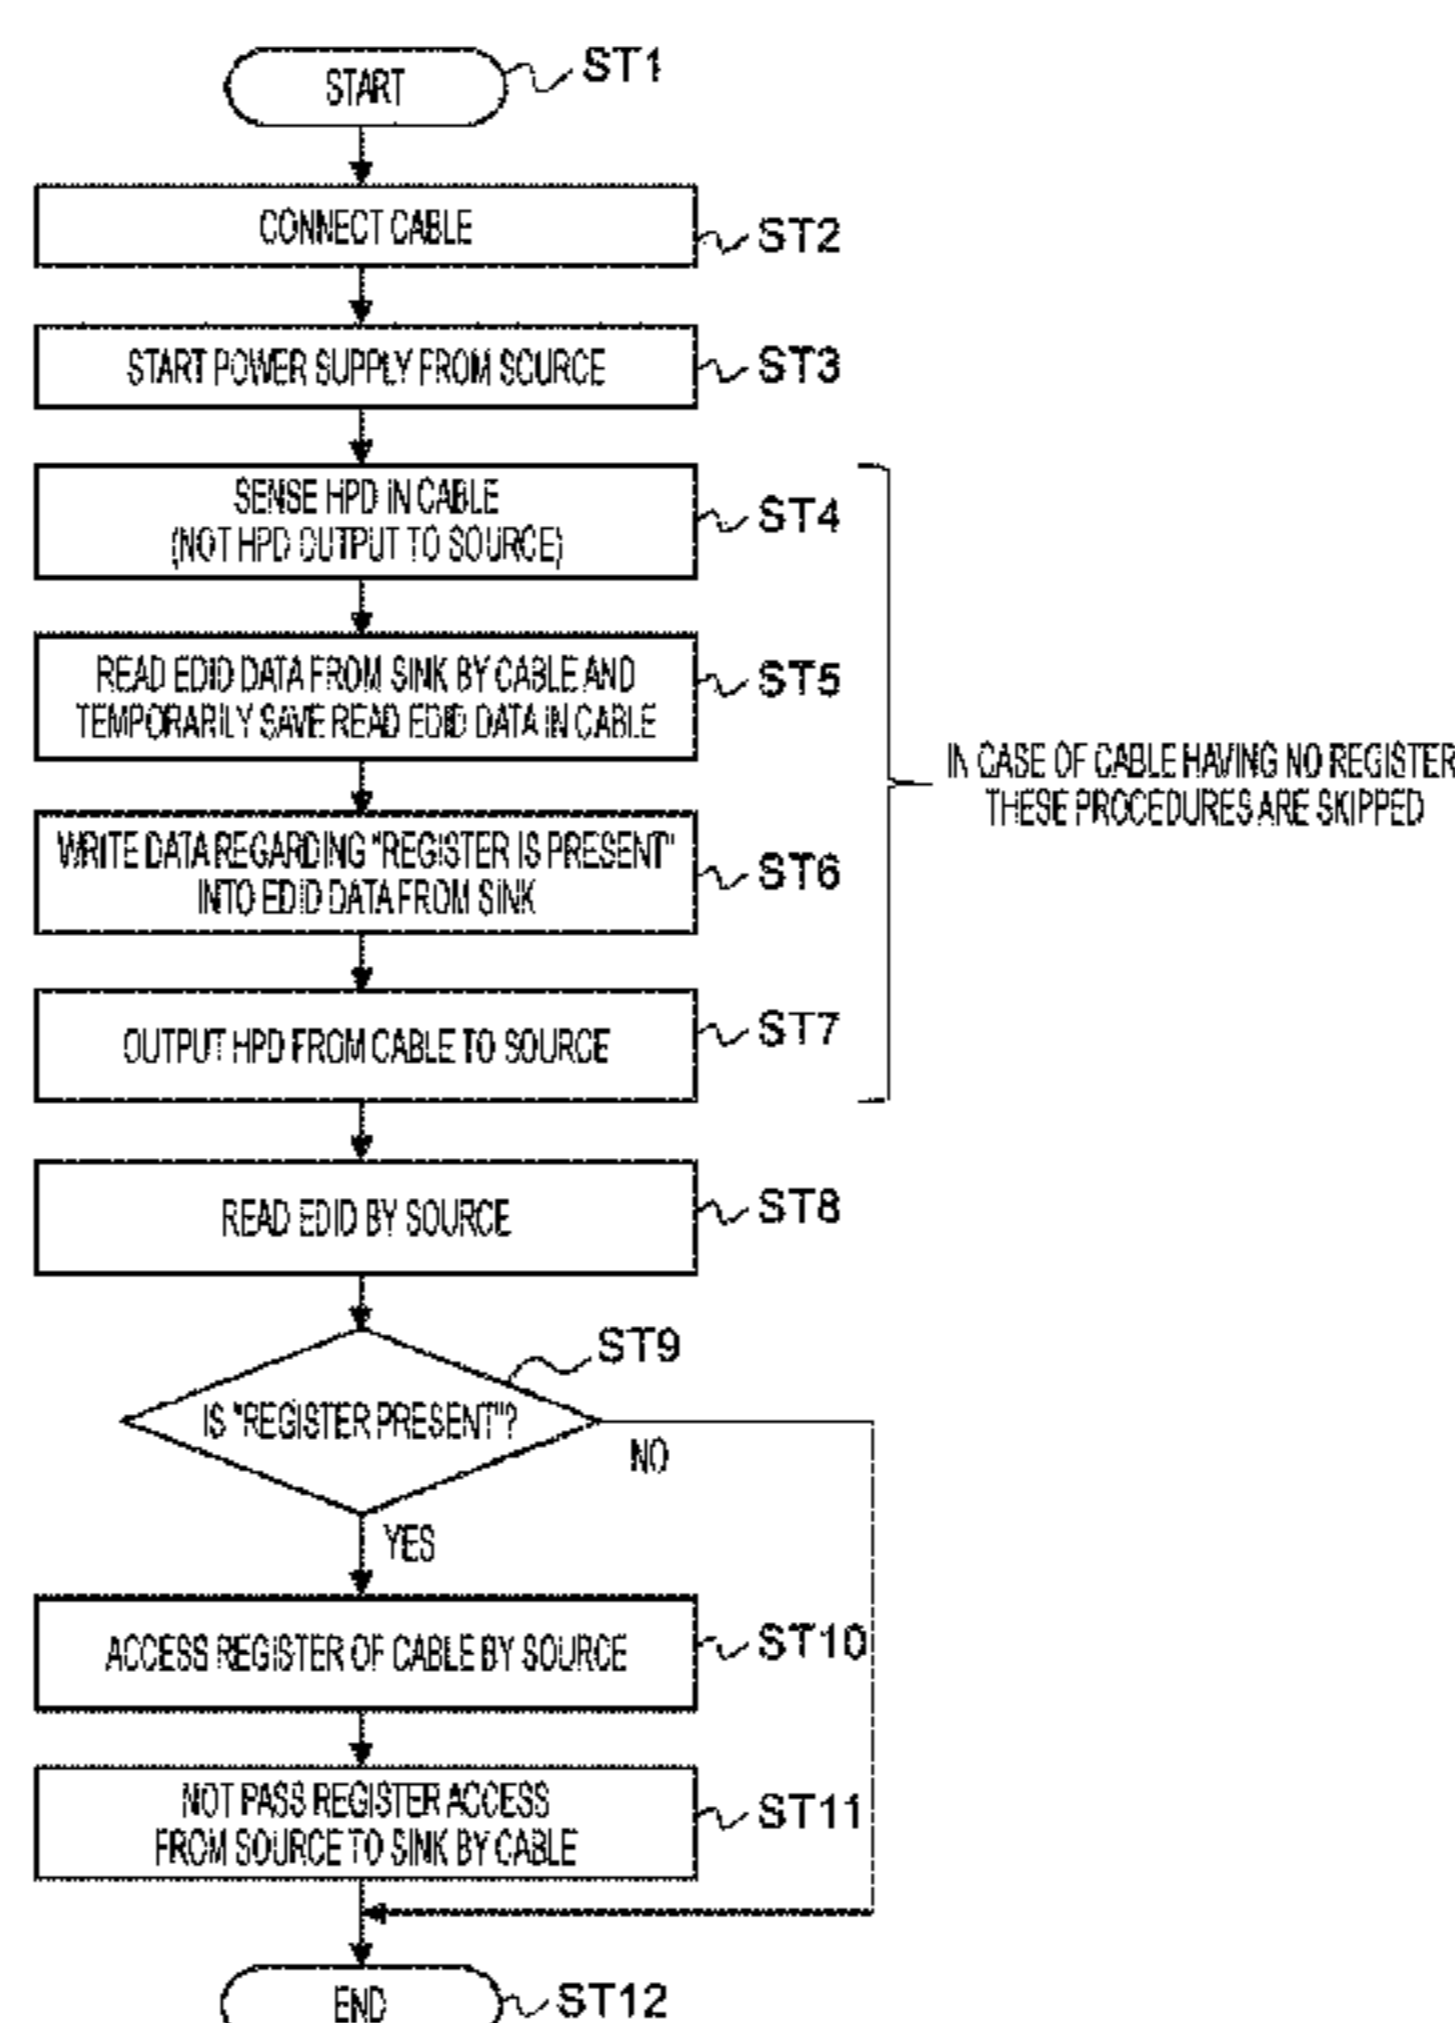 START
ST1
CONNECT CABLE
ST2
START POWER SUPPLY FROM SOURCE
ST3
SENSE HPD IN CABLE
(NOT HPD OUTPUT TO SOURCE)
ST4
READ EDID DATA FROM SINK BY CABLE AND
TEMPORARILY SAVE READ EDID DATA IN CABLE
ST5
IN CASE OF CABLE HAVING NO REGISTER
THESE PROCEDURES ARE SKIPPED
WRITE DATA REGARDING "REGISTER IS PRESENT"
INTO EDID DATA FROM SINK
ST6
OUTPUT HPD FROM CABLE TO SOURCE
ST7
READ EDID BY SOURCE
ST8
ST9
IS "REGISTER PRESENT"?
NO
YES
ACCESS REGISTER OF CABLE BY SOURCE
ST10
NOT PASS REGISTER ACCESS
FROM SOURCE TO SINK BY CABLE
ST11
END
ST12